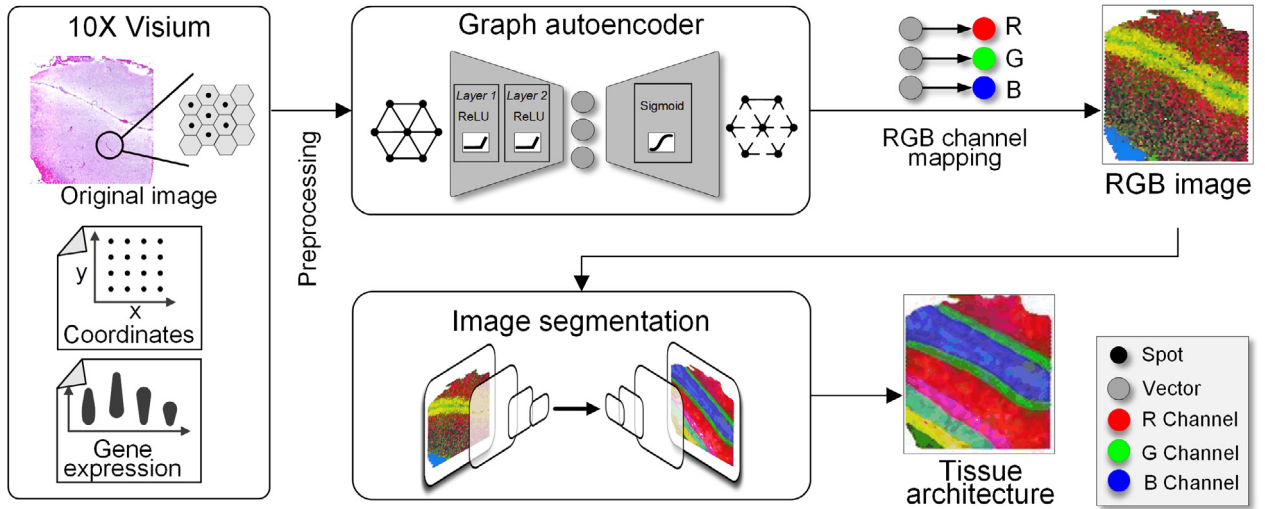 10X Visium
Original image
y
x
Coordinates
Gene
expression
Preprocessing
Graph autoencoder
Layer 1
ReLU
Layer 2
ReLU
Sigmoid
R
G
B
RGB channel
mapping
RGB image
Image segmentation
Tissue
architecture
Spot
Vector
R Channel
G Channel
B Channel